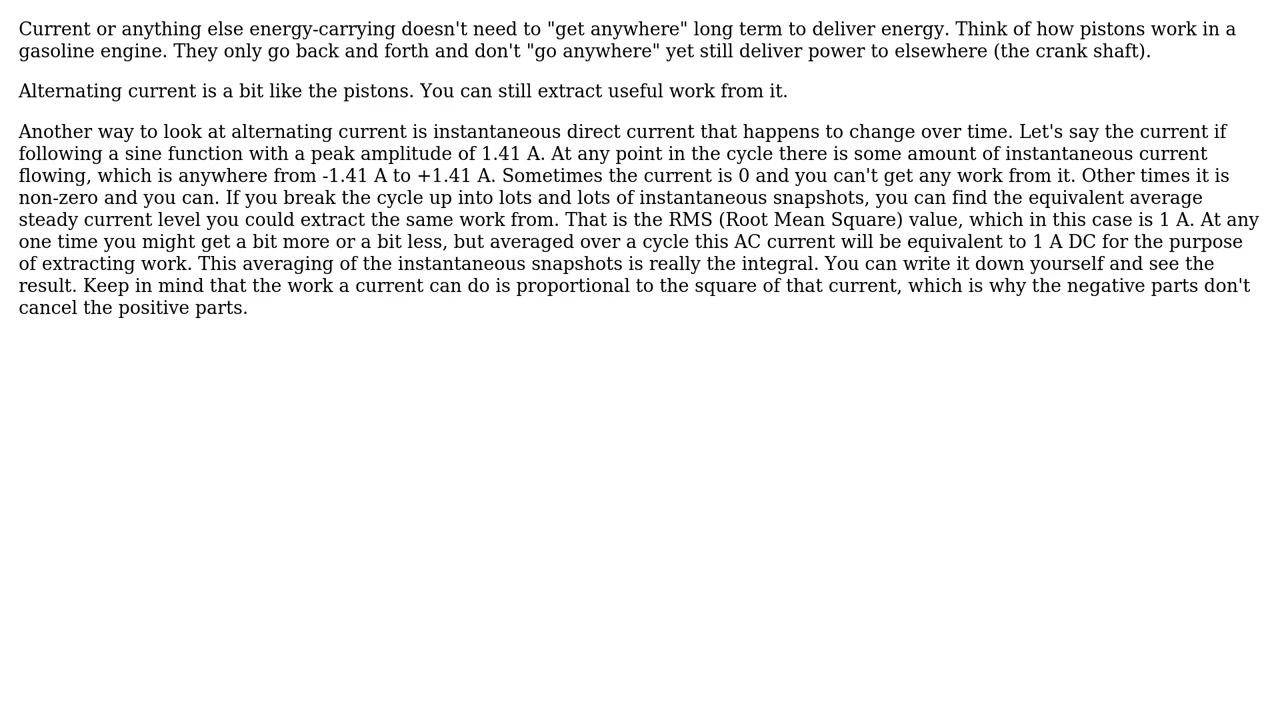 Current or anything else energy-carrying doesn't need to "get anywhere" long term to deliver energy. Think of how pistons work in a
gasoline engine. They only go back and forth and don't "go anywhere" yet still deliver power to elsewhere (the crank shaft).
Alternating current is a bit like the pistons. You can still extract useful work from it.
Another way to look at alternating current is instantaneous direct current that happens to change over time. Let's say the current if
following a sine function with a peak amplitude of 1.41 A. At any point in the cycle there is some amount of instantaneous current
flowing, which is anywhere from -1.41 A to +1.41 A. Sometimes the current is 0 and you can't get any work from it. Other times it is
non-zero and you can. If you break the cycle up into lots and lots of instantaneous snapshots, you can find the equivalent average
steady current level you could extract the same work from. That is the RMS (Root Mean Square) value, which in this case is 1 A. At any
one time you might get a bit more or a bit less, but averaged over a cycle this AC current will be equivalent to 1 A DC for the purpose
of extracting work. This averaging of the instantaneous snapshots is really the integral. You can write it down yourself and see the
result. Keep in mind that the work a current can do is proportional to the square of that current, which is why the negative parts don't
cancel the positive parts.